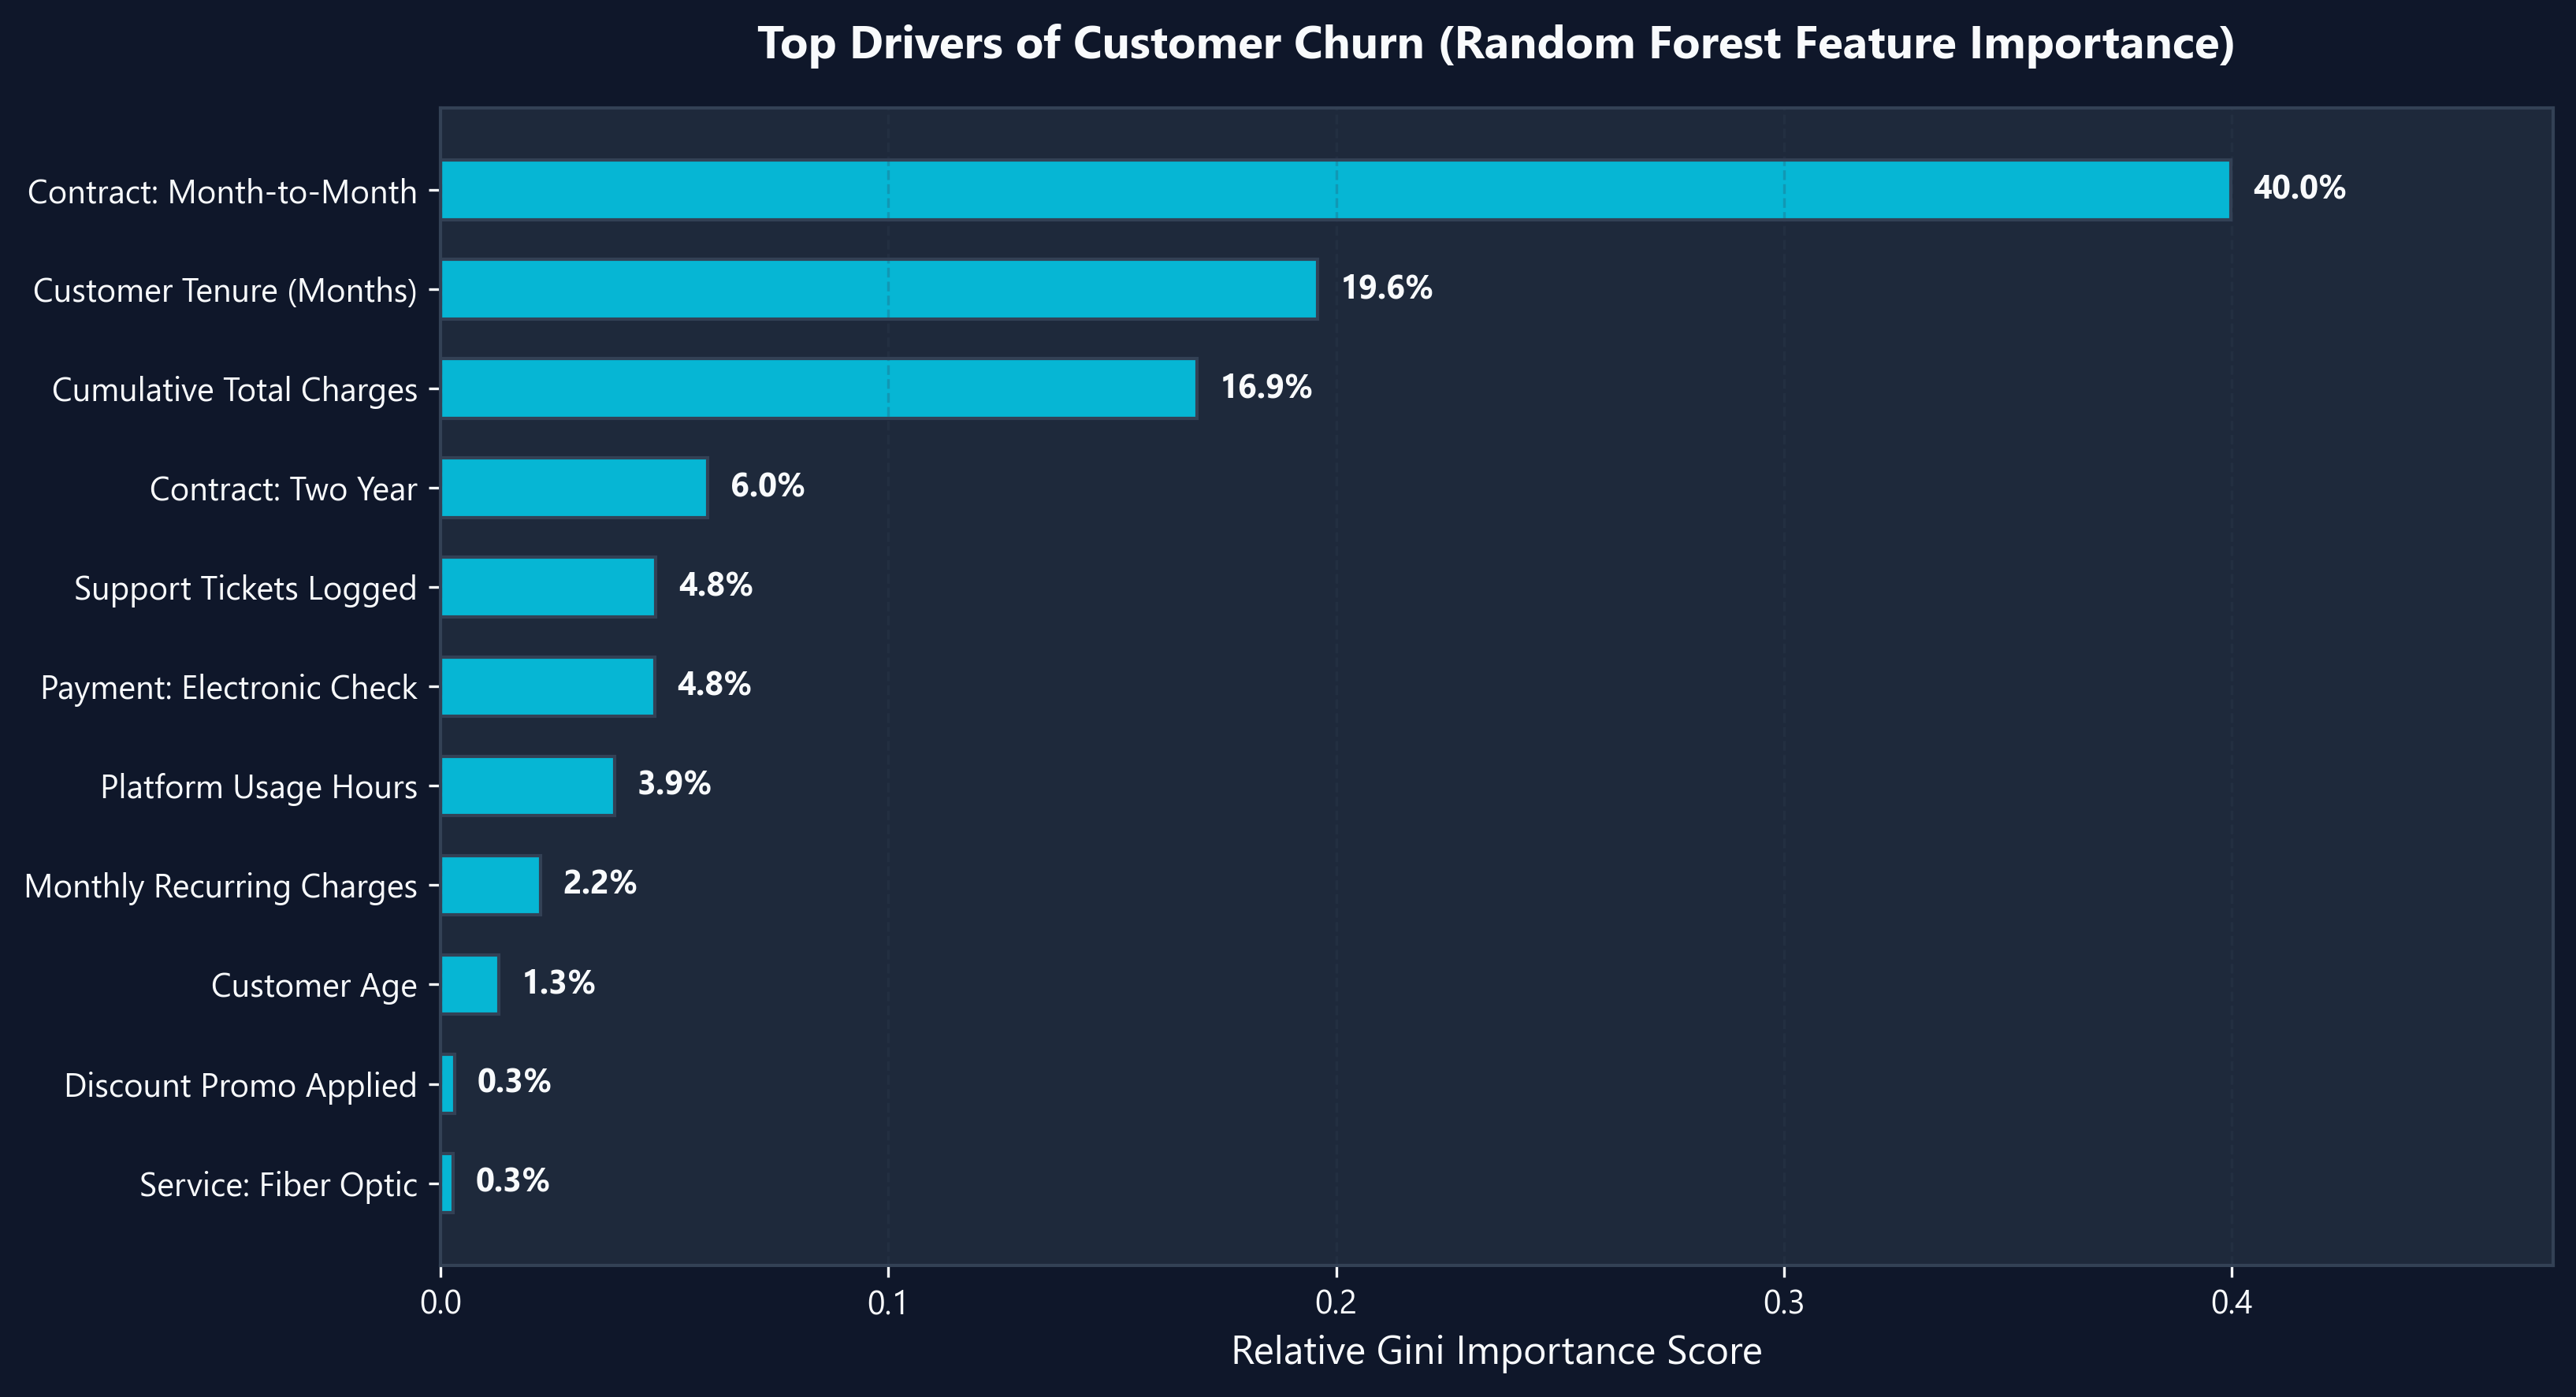 Top Drivers of Customer Churn (Random Forest Feature Importance)
Contract: Month-to-Month 40.0%
Customer Tenure (Months) 19.6%
Cumulative Total Charges 16.9%
Contract: Two Year 6.0%
Support Tickets Logged 4.8%
Payment: Electronic Check 4.8%
Platform Usage Hours 3.9%
Monthly Recurring Charges 2.2%
Customer Age 1.3%
Discount Promo Applied 0.3%
Service: Fiber Optic 0.3%
0.0 0.1 0.2 0.3 0.4
Relative Gini Importance Score